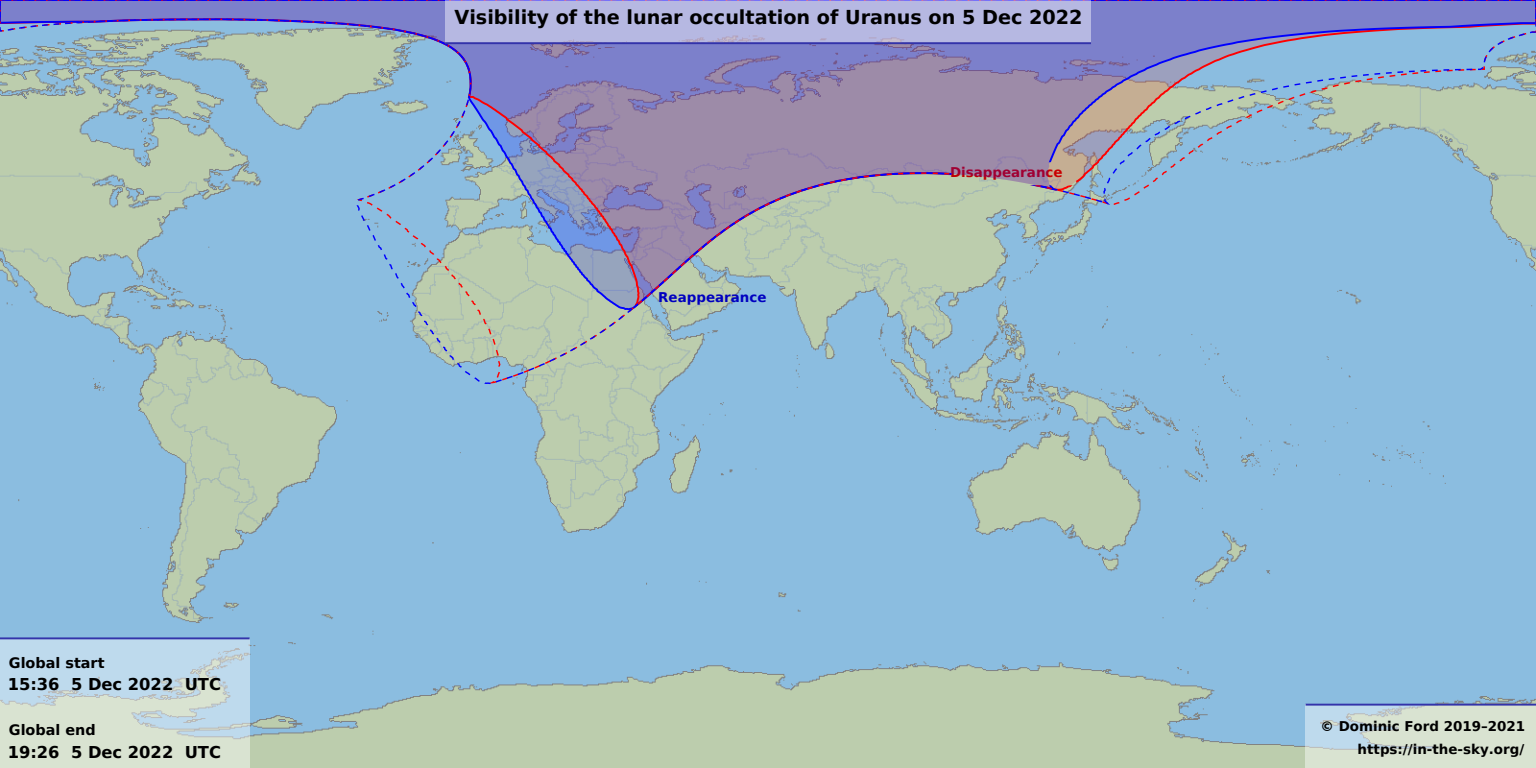 Visibility of the lunar occultation of Uranus on 5 Dec 2022
Disappearance
Reappearance
Global start
15:36 5 Dec 2022 UTC
Global end
19:26 5 Dec 2022 UTC
© Dominic Ford 2019–2021
https://in-the-sky.org/